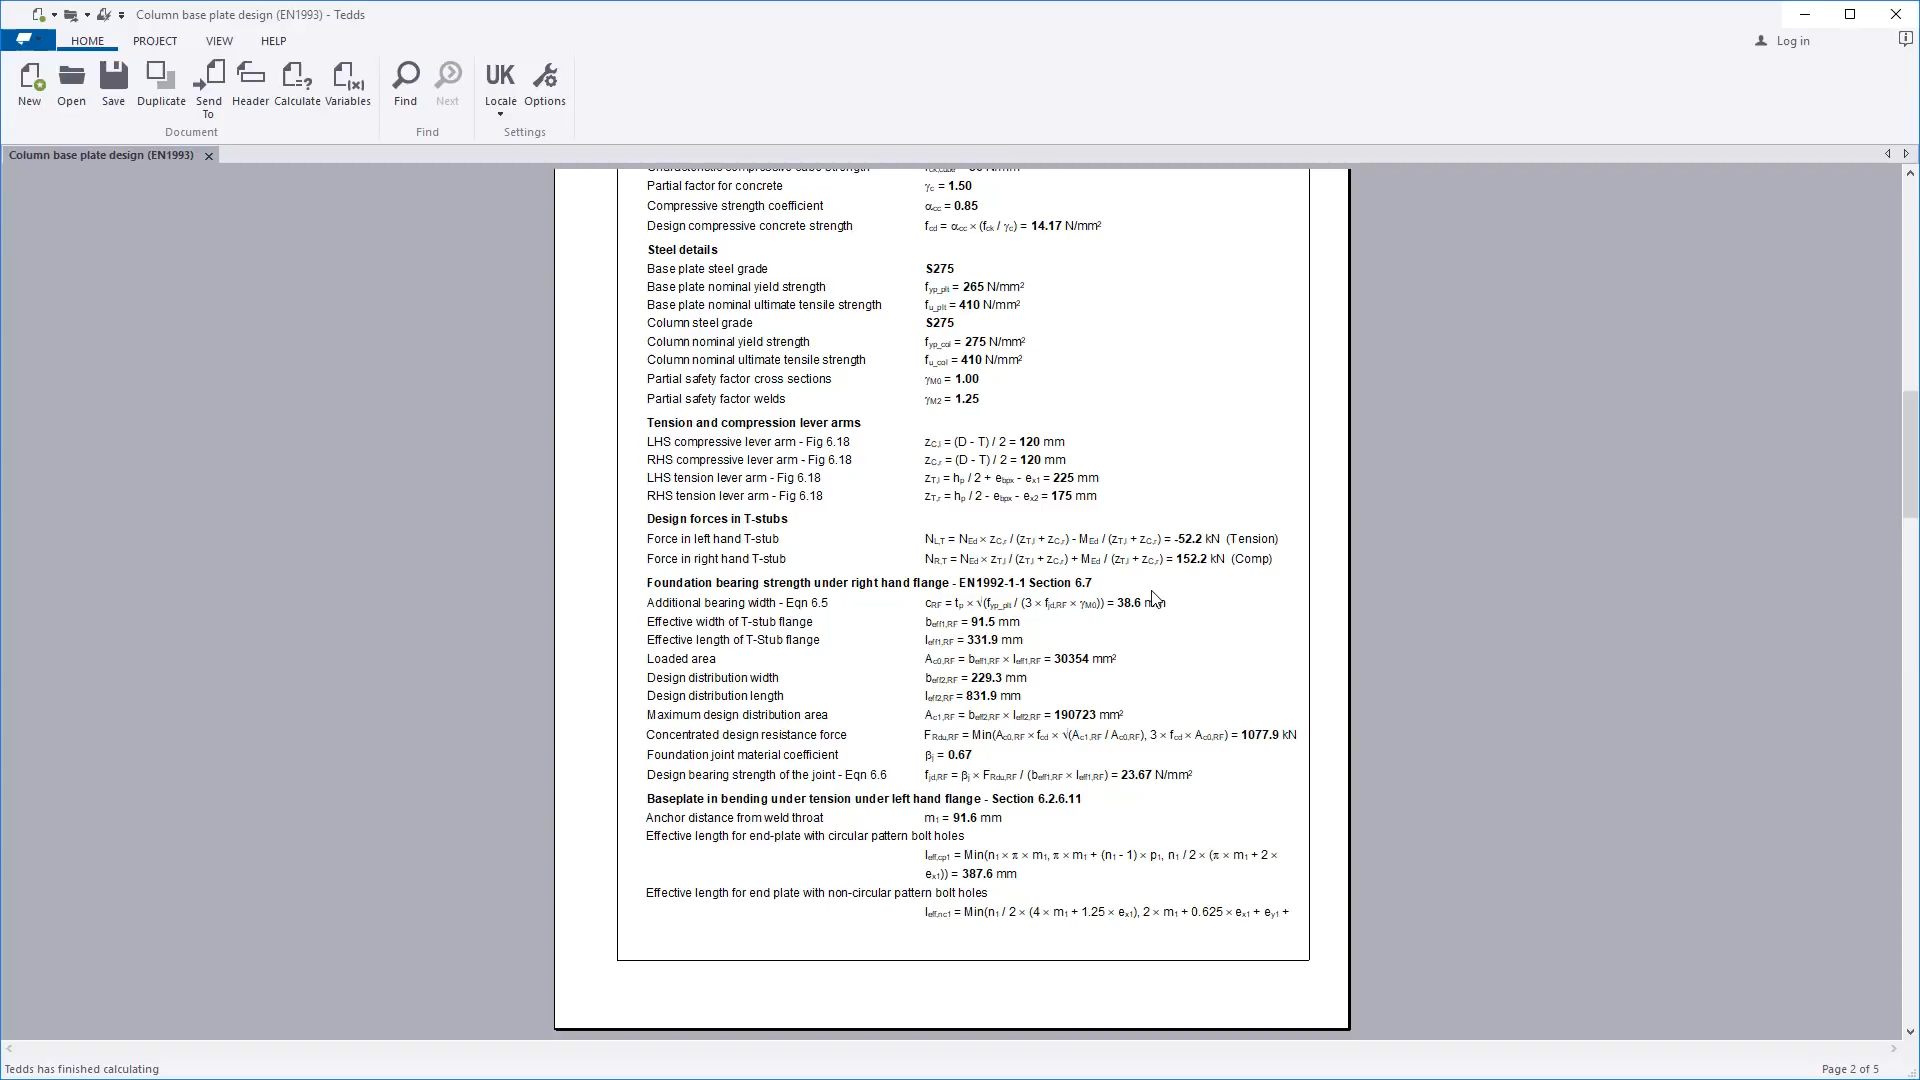 Column base plate design (EN1993) - Tedds
HOME PROJECT VIEW HELP
Log in
New Open Save Duplicate Send To Header Calculate Variables Find Next UK Locale Options
Document Find Settings
Column base plate design (EN1993)
Partial factor for concrete γc = 1.50
Compressive strength coefficient αcc = 0.85
Design compressive concrete strength fcd = αcc × (fck / γc) = 14.17 N/mm²
Steel details
Base plate steel grade S275
Base plate nominal yield strength fyp_plt = 265 N/mm²
Base plate nominal ultimate tensile strength fu_plt = 410 N/mm²
Column steel grade S275
Column nominal yield strength fyp_col = 275 N/mm²
Column nominal ultimate tensile strength fu_col = 410 N/mm²
Partial safety factor cross sections γM0 = 1.00
Partial safety factor welds γM2 = 1.25
Tension and compression lever arms
LHS compressive lever arm - Fig 6.18 zC,l = (D - T) / 2 = 120 mm
RHS compressive lever arm - Fig 6.18 zC,r = (D - T) / 2 = 120 mm
LHS tension lever arm - Fig 6.18 zT,l = hp / 2 + ebpx - ex1 = 225 mm
RHS tension lever arm - Fig 6.18 zT,r = hp / 2 - ebpx - ex2 = 175 mm
Design forces in T-stubs
Force in left hand T-stub NL,T = NEd × zC,r / (zT,l + zC,r) - MEd / (zT,l + zC,r) = -52.2 kN (Tension)
Force in right hand T-stub NR,T = NEd × zT,l / (zT,l + zC,r) + MEd / (zT,l + zC,r) = 152.2 kN (Comp)
Foundation bearing strength under right hand flange - EN1992-1-1 Section 6.7
Additional bearing width - Eqn 6.5 cRF = tp × √(fyp_plt / (3 × fjd,RF × γM0)) = 38.6 mm
Effective width of T-stub flange beff1,RF = 91.5 mm
Effective length of T-Stub flange leff1,RF = 331.9 mm
Loaded area Ac0,RF = beff1,RF × leff1,RF = 30354 mm²
Design distribution width beff2,RF = 229.3 mm
Design distribution length leff2,RF = 831.9 mm
Maximum design distribution area Ac1,RF = beff2,RF × leff2,RF = 190723 mm²
Concentrated design resistance force FRdu,RF = Min(Ac0,RF × fcd × √(Ac1,RF / Ac0,RF), 3 × fcd × Ac0,RF) = 1077.9 kN
Foundation joint material coefficient βj = 0.67
Design bearing strength of the joint - Eqn 6.6 fjd,RF = βj × FRdu,RF / (beff1,RF × leff1,RF) = 23.67 N/mm²
Baseplate in bending under tension under left hand flange - Section 6.2.6.11
Anchor distance from weld throat m1 = 91.6 mm
Effective length for end-plate with circular pattern bolt holes
leff,cp1 = Min(n1 × π × m1, π × m1 + (n1 - 1) × p1, n1 / 2 × (π × m1 + 2 ×
ex1)) = 387.6 mm
Effective length for end plate with non-circular pattern bolt holes
leff,nc1 = Min(n1 / 2 × (4 × m1 + 1.25 × ex1), 2 × m1 + 0.625 × ex1 + ey1 +
Tedds has finished calculating
Page 2 of 5